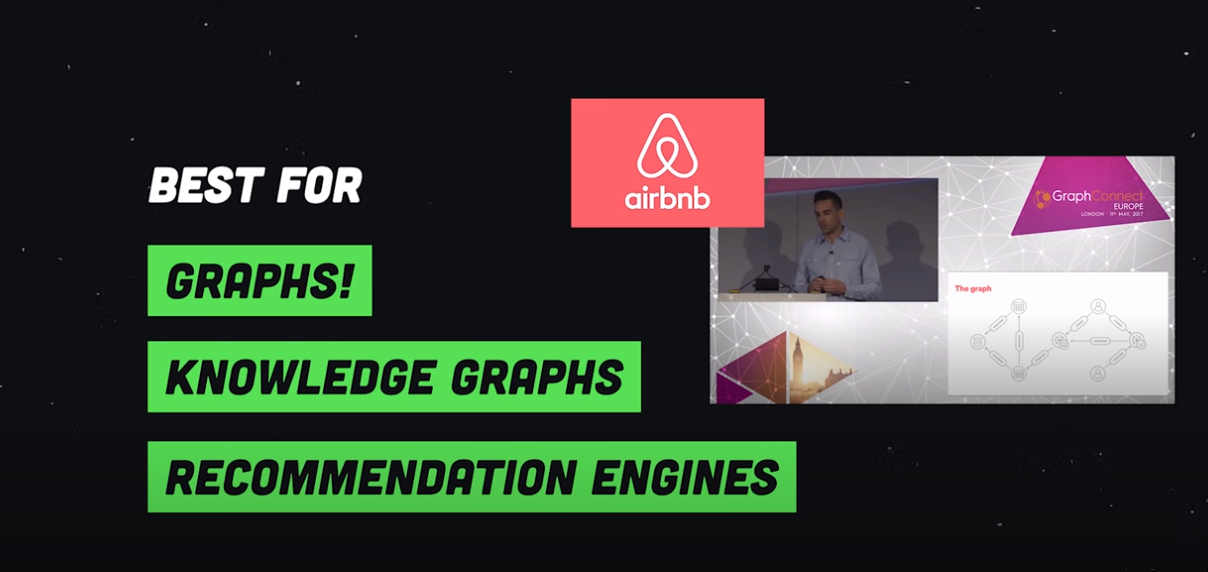 BEST FOR
GRAPHS!
KNOWLEDGE GRAPHS
RECOMMENDATION ENGINES
airbnb
GraphConnect
EUROPE
LONDON · 11TH MAY, 2017
The graph